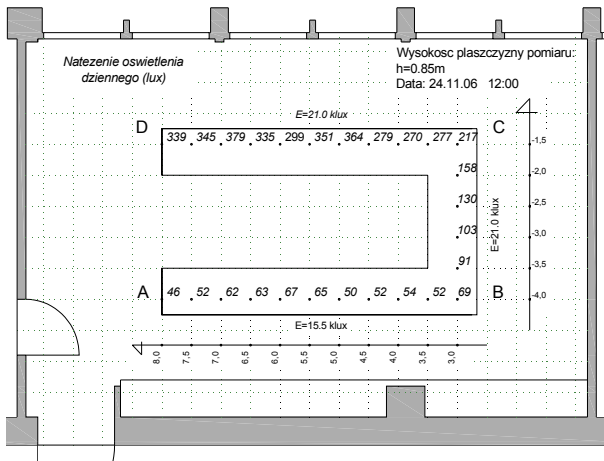 Natezenie oswietlenia
dziennego (lux)
Wysokosc plaszczyzny pomiaru:
h=0.85m
Data: 24.11.06 12:00
E=21.0 klux
D
C
339 345 379 335 299 351 364 279 270 277 217
-1,5
158
-2,0
130
-2,5
103
-3,0
E=21.0 klux
91
-3,5
A
46 52 62 63 67 65 50 52 54 52 69
B
-4,0
E=15.5 klux
8.0 7.5 7.0 6.5 6.0 5.5 5.0 4.5 4.0 3.5 3.0